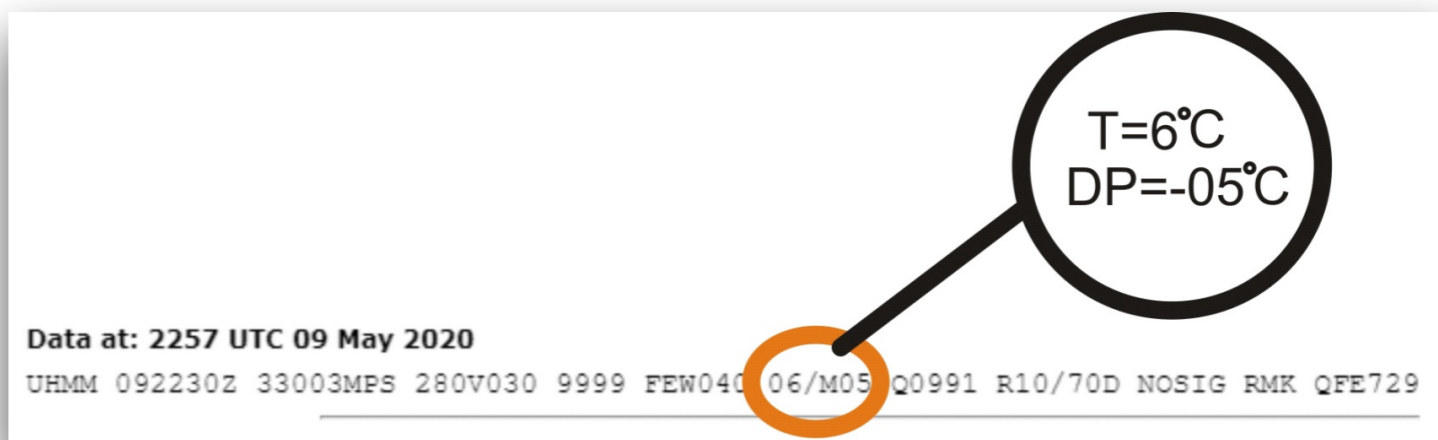 T=6°C
DP=-05°C
Data at: 2257 UTC 09 May 2020
UHMM 092230Z 33003MPS 280V030 9999 FEW040 06/M05 Q0991 R10/70D NOSIG RMK QFE729